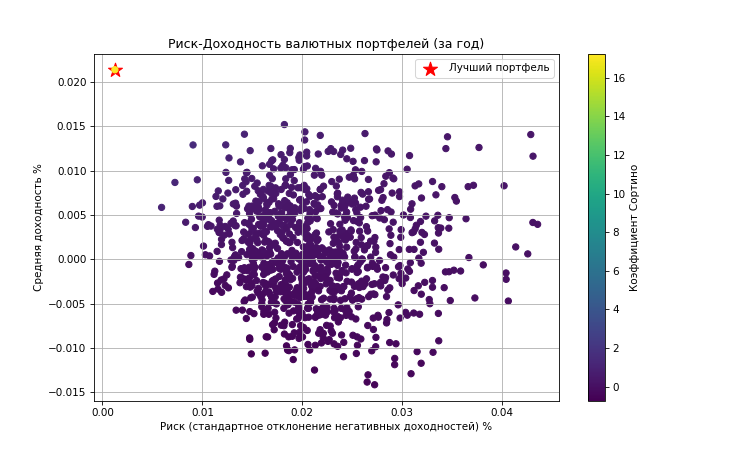 Риск-Доходность валютных портфелей (за год)
Лучший портфель
Средняя доходность %
0.020
0.015
0.010
0.005
0.000
−0.005
−0.010
−0.015
0.00 0.01 0.02 0.03 0.04
Риск (стандартное отклонение негативных доходностей) %
16
14
12
10
8
6
4
2
0
Коэффициент Сортино